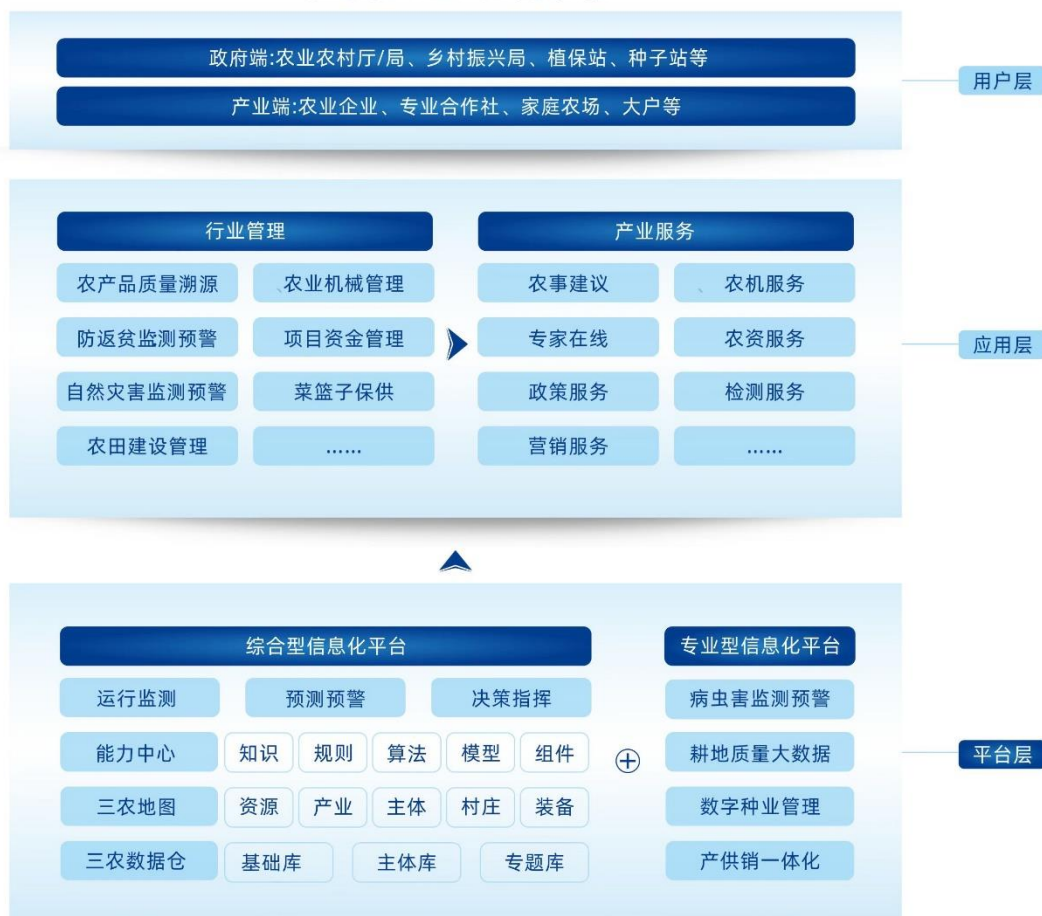 政府端:农业农村厅/局、乡村振兴局、植保站、种子站等
产业端:农业企业、专业合作社、家庭农场、大户等
用户层
行业管理
产业服务
农产品质量溯源
、农业机械管理
农事建议
、农机服务
防返贫监测预警
项目资金管理
专家在线
农资服务
应用层
自然灾害监测预警
菜篮子保供
政策服务
检测服务
农田建设管理
……
营销服务
……
综合型信息化平台
专业型信息化平台
运行监测
预测预警
决策指挥
病虫害监测预警
能力中心
知识
规则
算法
模型
组件
耕地质量大数据
平台层
三农地图
资源
产业
主体
村庄
装备
数字种业管理
三农数据仓
基础库
主体库
专题库
产供销一体化